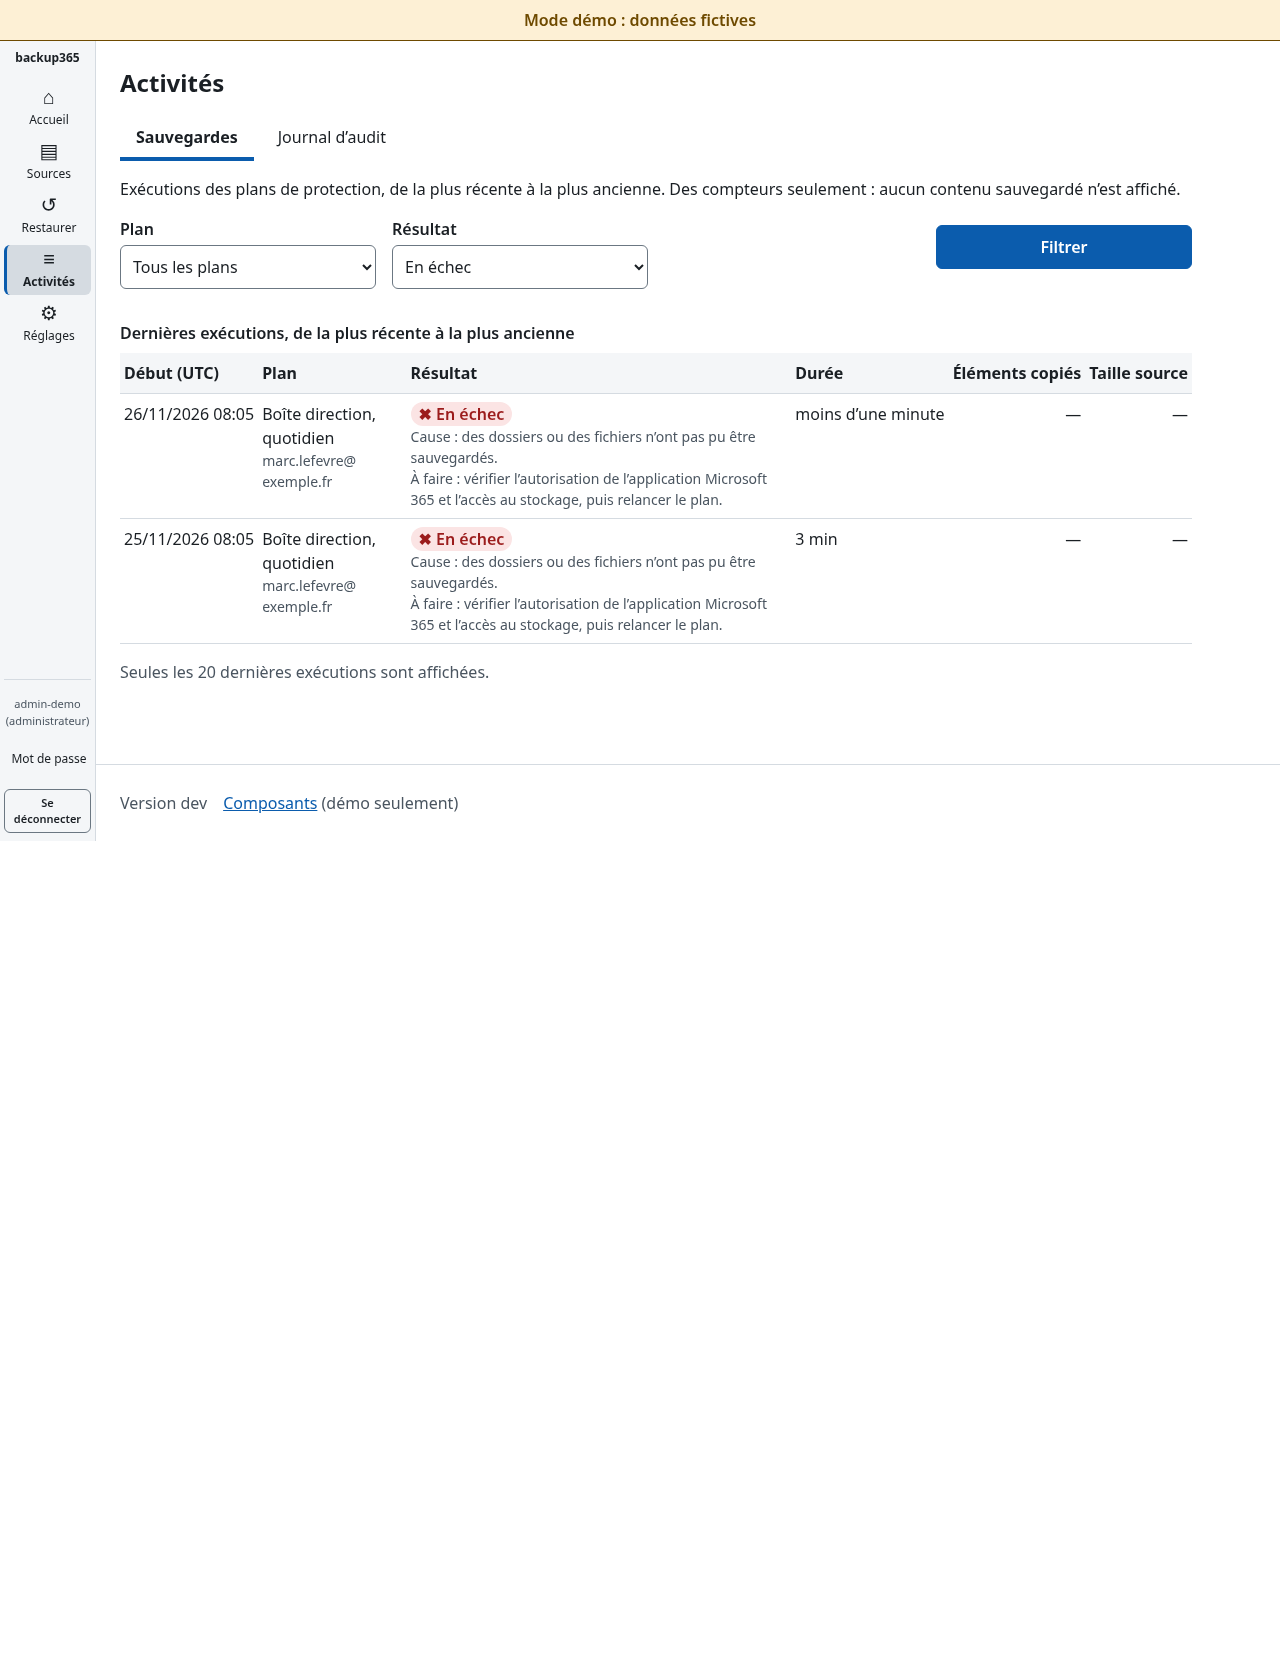 Mode démo : données fictives
backup365
Accueil
Sources
Restaurer
Activités
Réglages
admin-demo
(administrateur)
Mot de passe
Se
déconnecter
Activités
Sauvegardes
Journal d’audit
Exécutions des plans de protection, de la plus récente à la plus ancienne. Des compteurs seulement : aucun contenu sauvegardé n’est affiché.
Plan
Résultat
Tous les plans
En échec
Filtrer
Dernières exécutions, de la plus récente à la plus ancienne
Début (UTC) Plan Résultat Durée Éléments copiés Taille source
26/11/2026 08:05 Boîte direction, ✖ En échec moins d’une minute — —
quotidien
marc.lefevre@
exemple.fr
Cause : des dossiers ou des fichiers n’ont pas pu être
sauvegardés.
À faire : vérifier l’autorisation de l’application Microsoft
365 et l’accès au stockage, puis relancer le plan.
25/11/2026 08:05 Boîte direction, ✖ En échec 3 min — —
quotidien
marc.lefevre@
exemple.fr
Cause : des dossiers ou des fichiers n’ont pas pu être
sauvegardés.
À faire : vérifier l’autorisation de l’application Microsoft
365 et l’accès au stockage, puis relancer le plan.
Seules les 20 dernières exécutions sont affichées.
Version dev Composants (démo seulement)